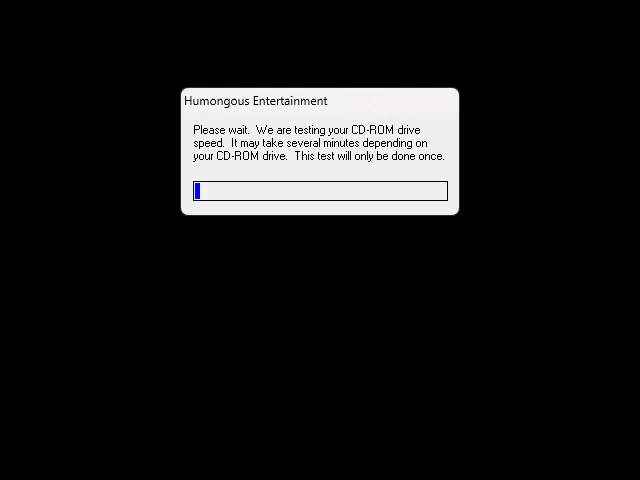 Humongous Entertainment
Please wait.  We are testing your CD-ROM drive
speed.  It may take several minutes depending on
your CD-ROM drive.  This test will only be done once.